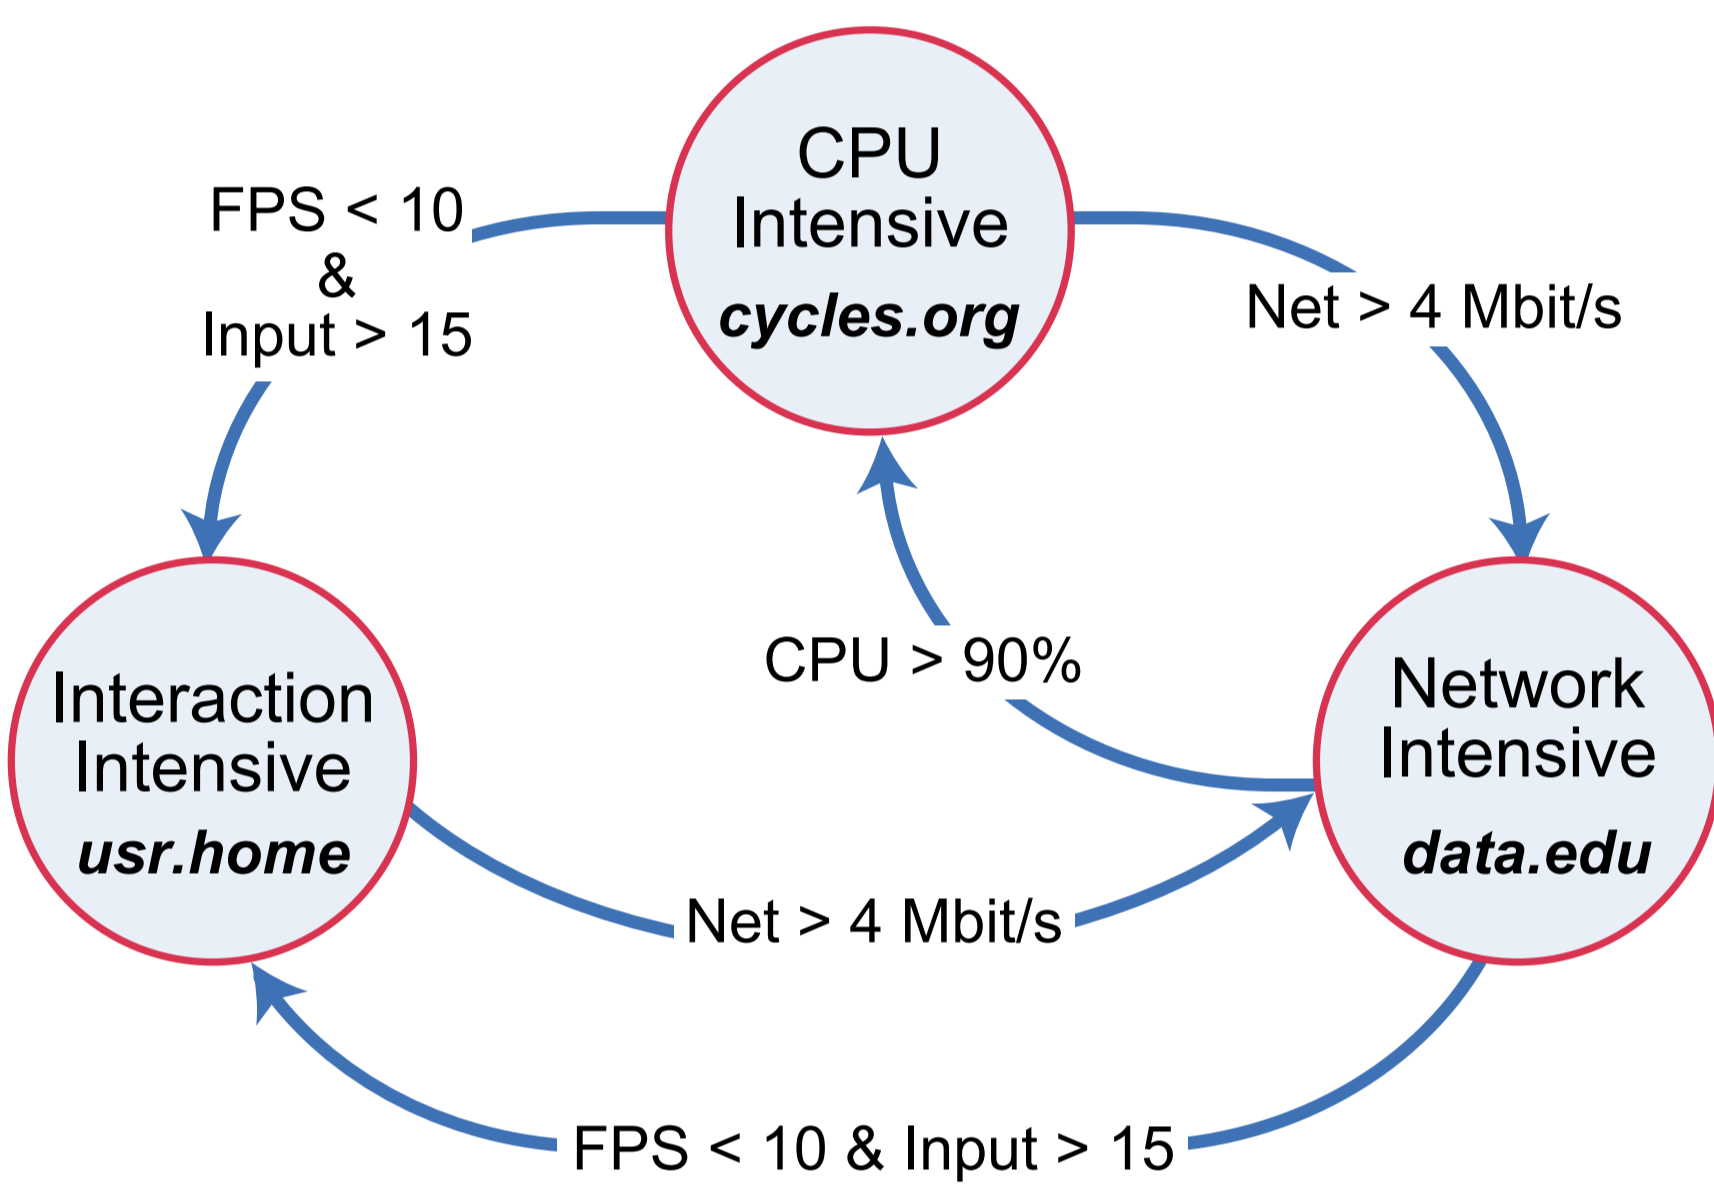 CPU
Intensive
cycles.org
FPS < 10
&
Input > 15
Net > 4 Mbit/s
CPU > 90%
Interaction
Intensive
usr.home
Network
Intensive
data.edu
Net > 4 Mbit/s
FPS < 10 & Input > 15